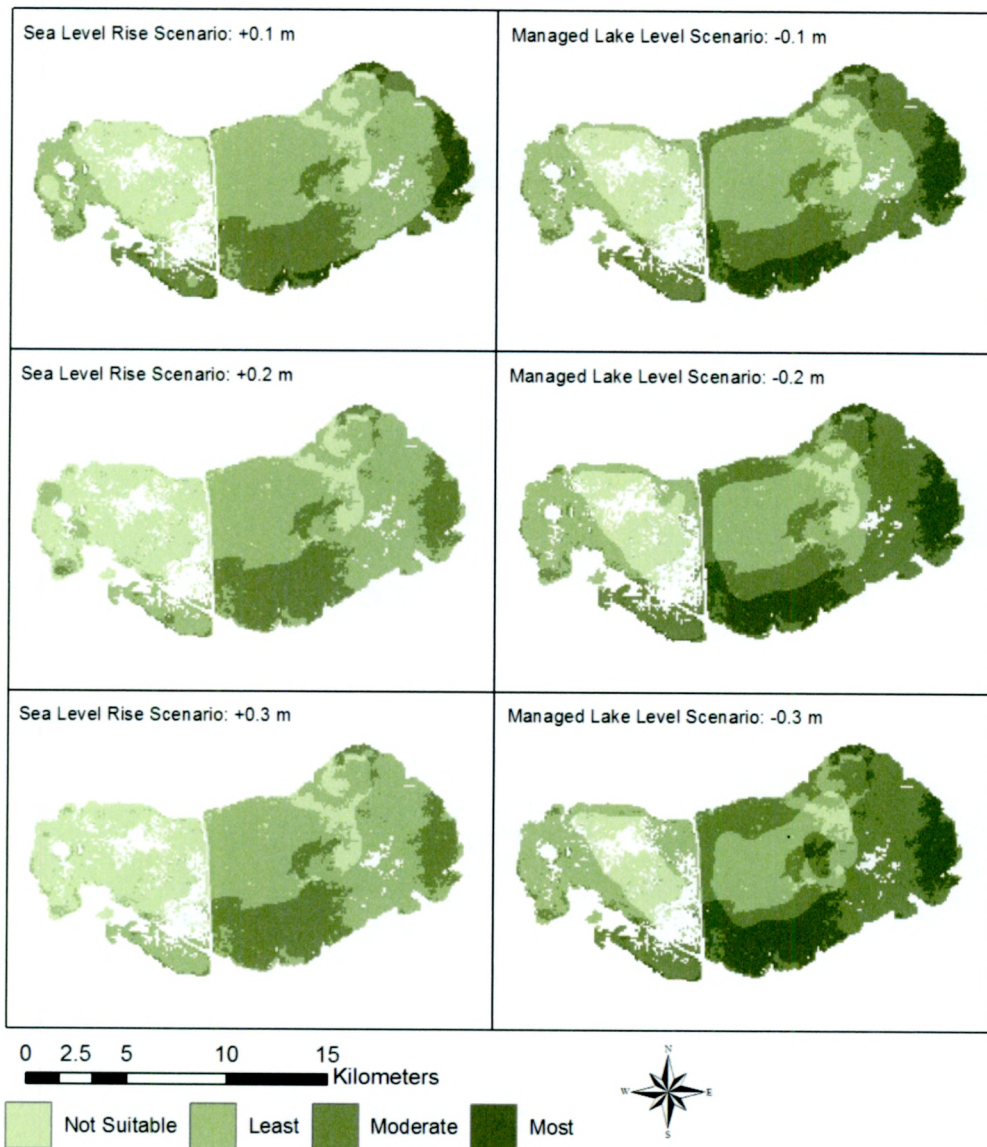 Sea Level Rise Scenario: +0.1 m
Managed Lake Level Scenario: -0.1 m
Sea Level Rise Scenario: +0.2 m
Managed Lake Level Scenario: -0.2 m
Sea Level Rise Scenario: +0.3 m
Managed Lake Level Scenario: -0.3 m
0 2.5 5 10 15
Kilometers
N
W E
S
Not Suitable Least Moderate Most